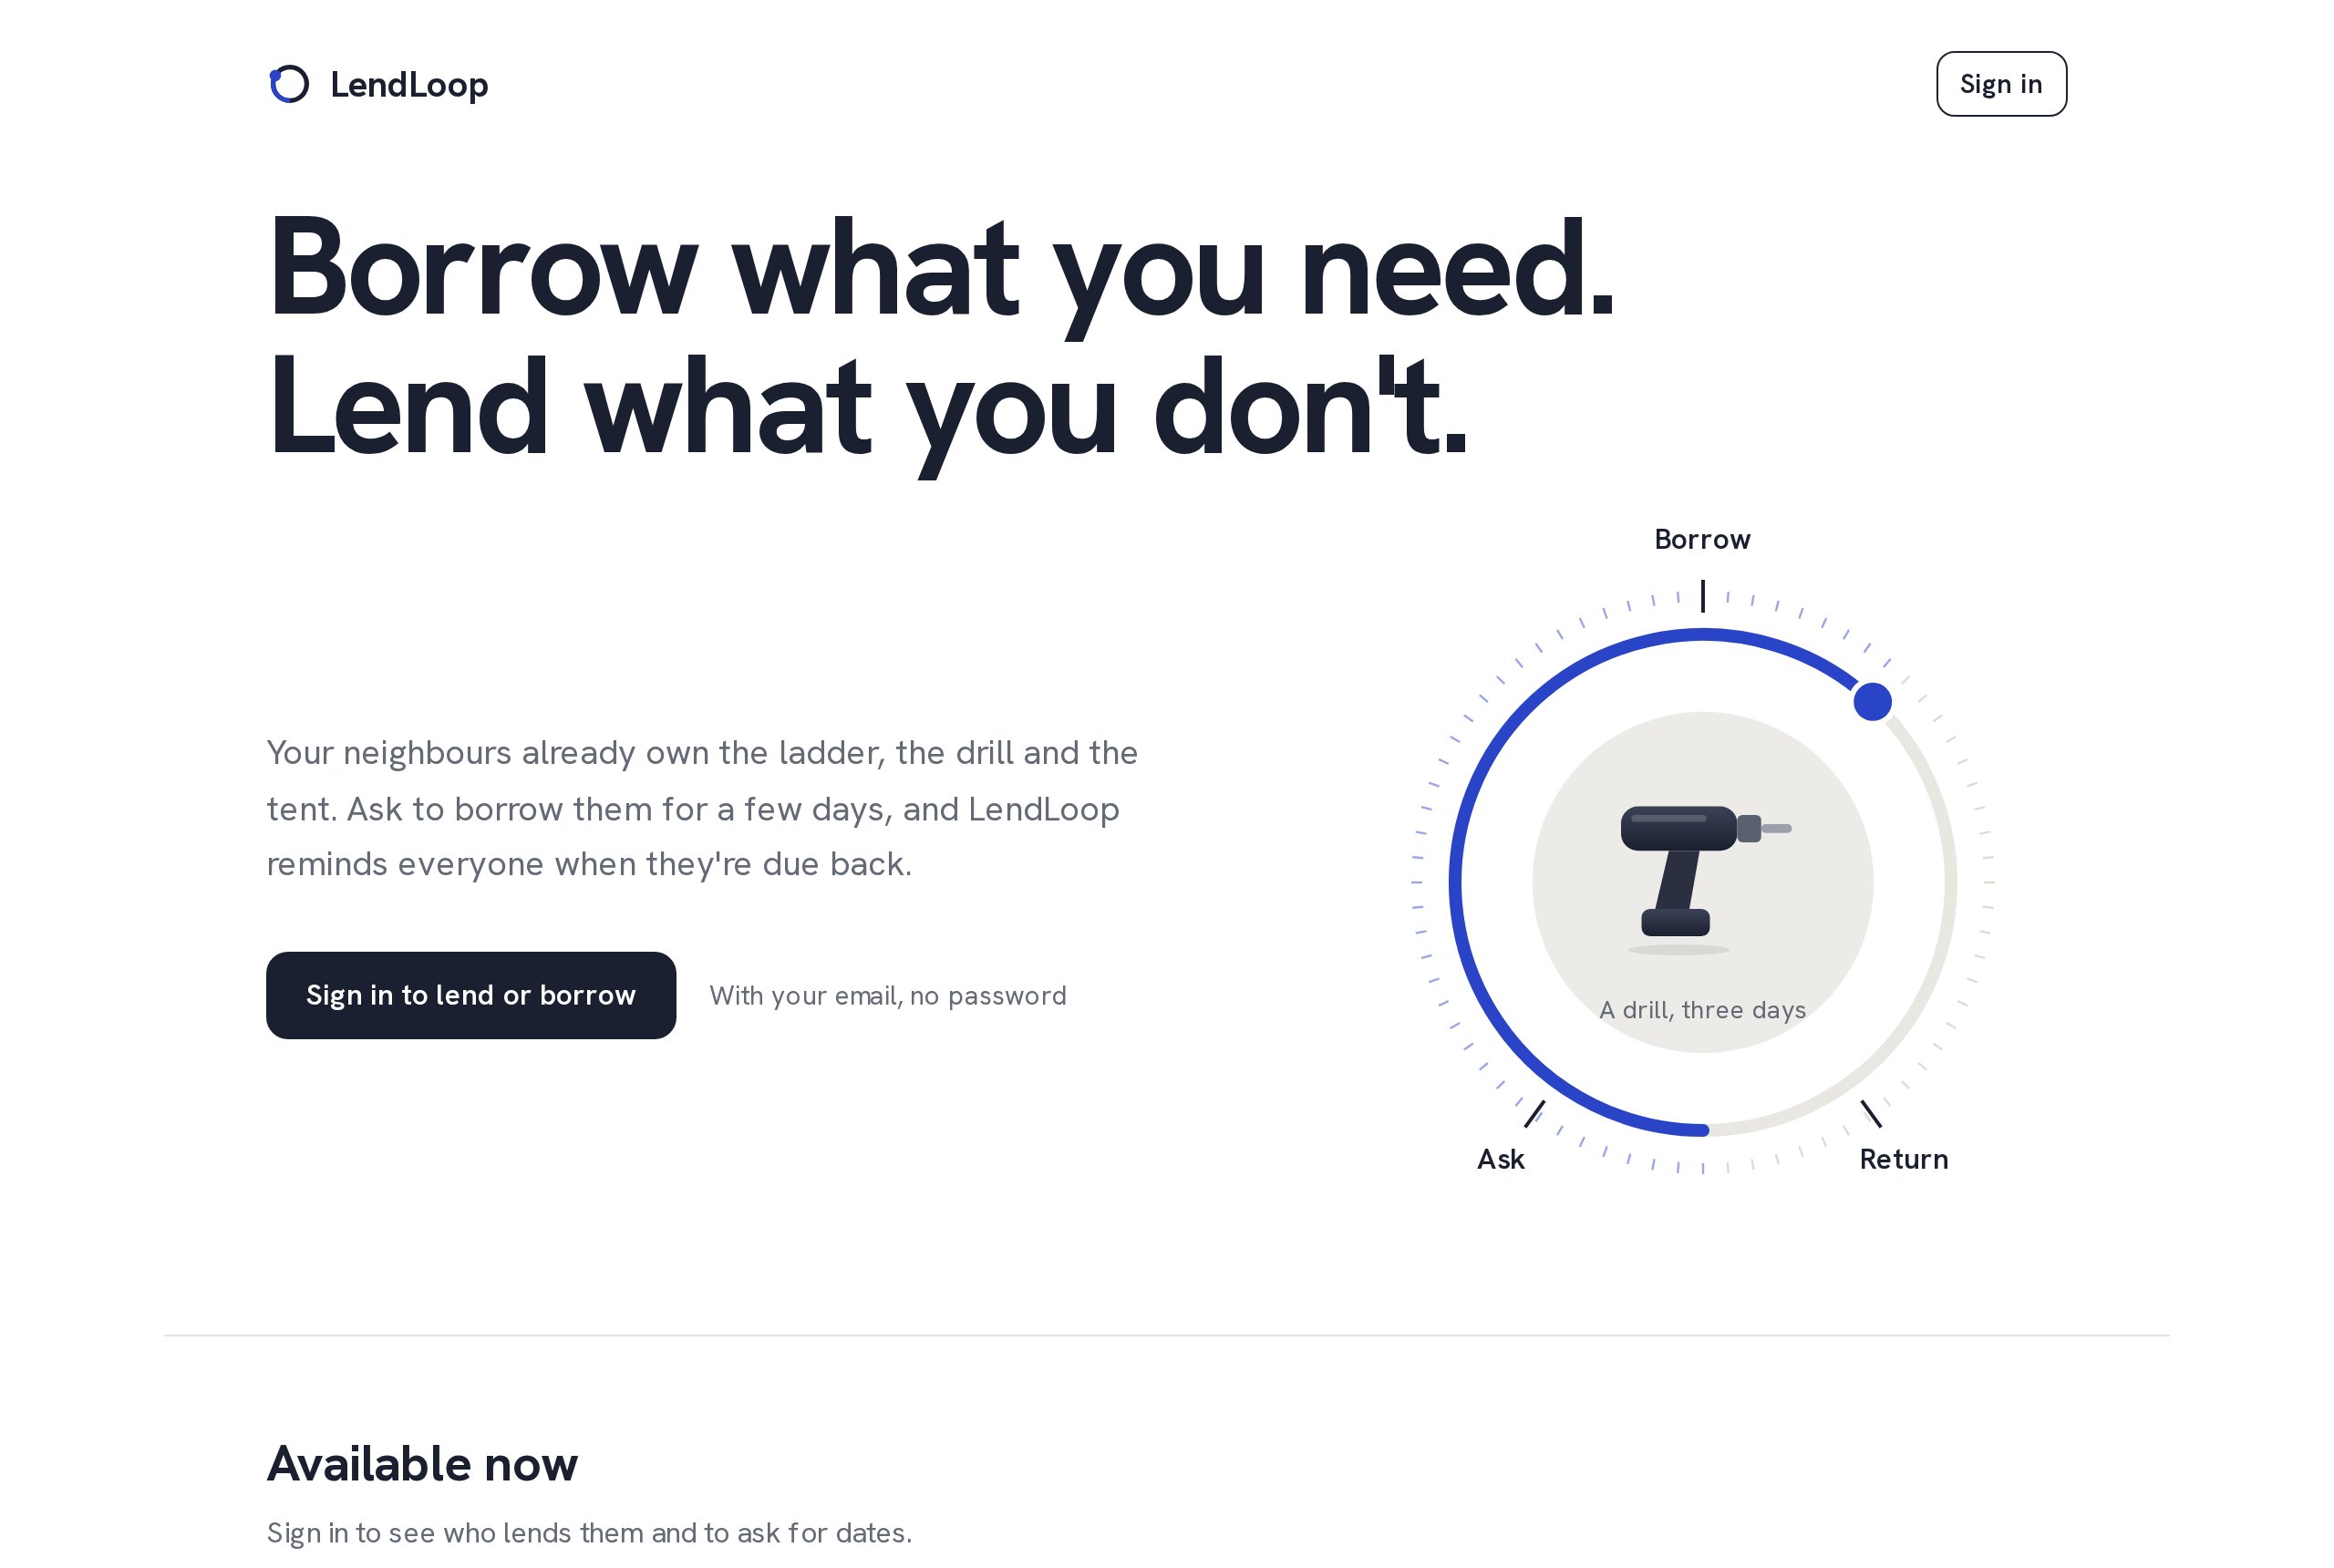 LendLoop
Sign in
Borrow what you need.
Lend what you don't.
Borrow
Your neighbours already own the ladder, the drill and the
tent. Ask to borrow them for a few days, and LendLoop
reminds everyone when they're due back.
Sign in to lend or borrow
With your email, no password
A drill, three days
Ask
Return
Available now
Sign in to see who lends them and to ask for dates.